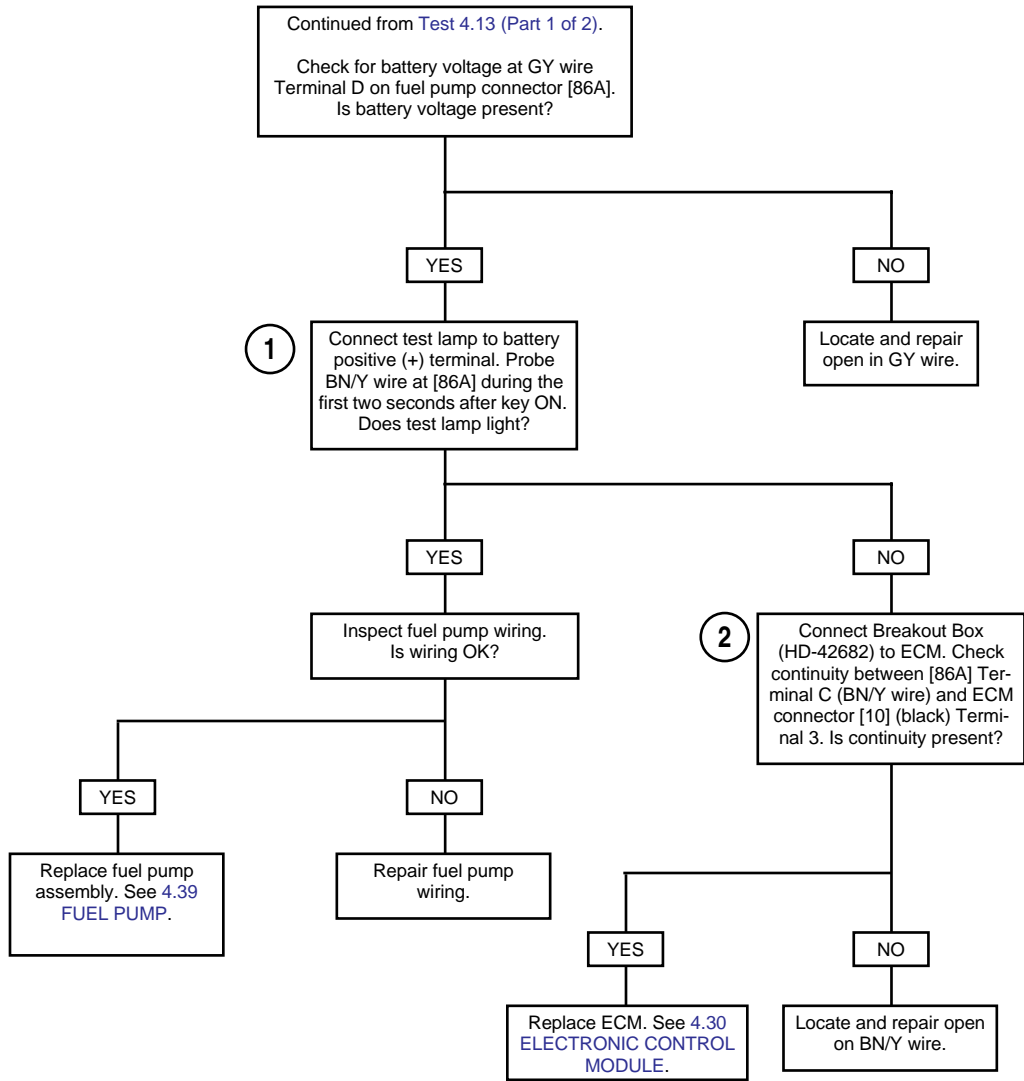 Continued from Test 4.13 (Part 1 of 2).
Check for battery voltage at GY wire
Terminal D on fuel pump connector [86A].
Is battery voltage present?
YES
NO
1
Connect test lamp to battery
positive (+) terminal. Probe
BN/Y wire at [86A] during the
first two seconds after key ON.
Does test lamp light?
Locate and repair
open in GY wire.
YES
NO
Inspect fuel pump wiring.
Is wiring OK?
2
Connect Breakout Box
(HD-42682) to ECM. Check
continuity between [86A] Ter-
minal C (BN/Y wire) and ECM
connector [10] (black) Termi-
nal 3. Is continuity present?
YES
NO
Replace fuel pump
assembly. See 4.39
FUEL PUMP.
Repair fuel pump
wiring.
YES
NO
Replace ECM. See 4.30
ELECTRONIC CONTROL
MODULE.
Locate and repair open
on BN/Y wire.